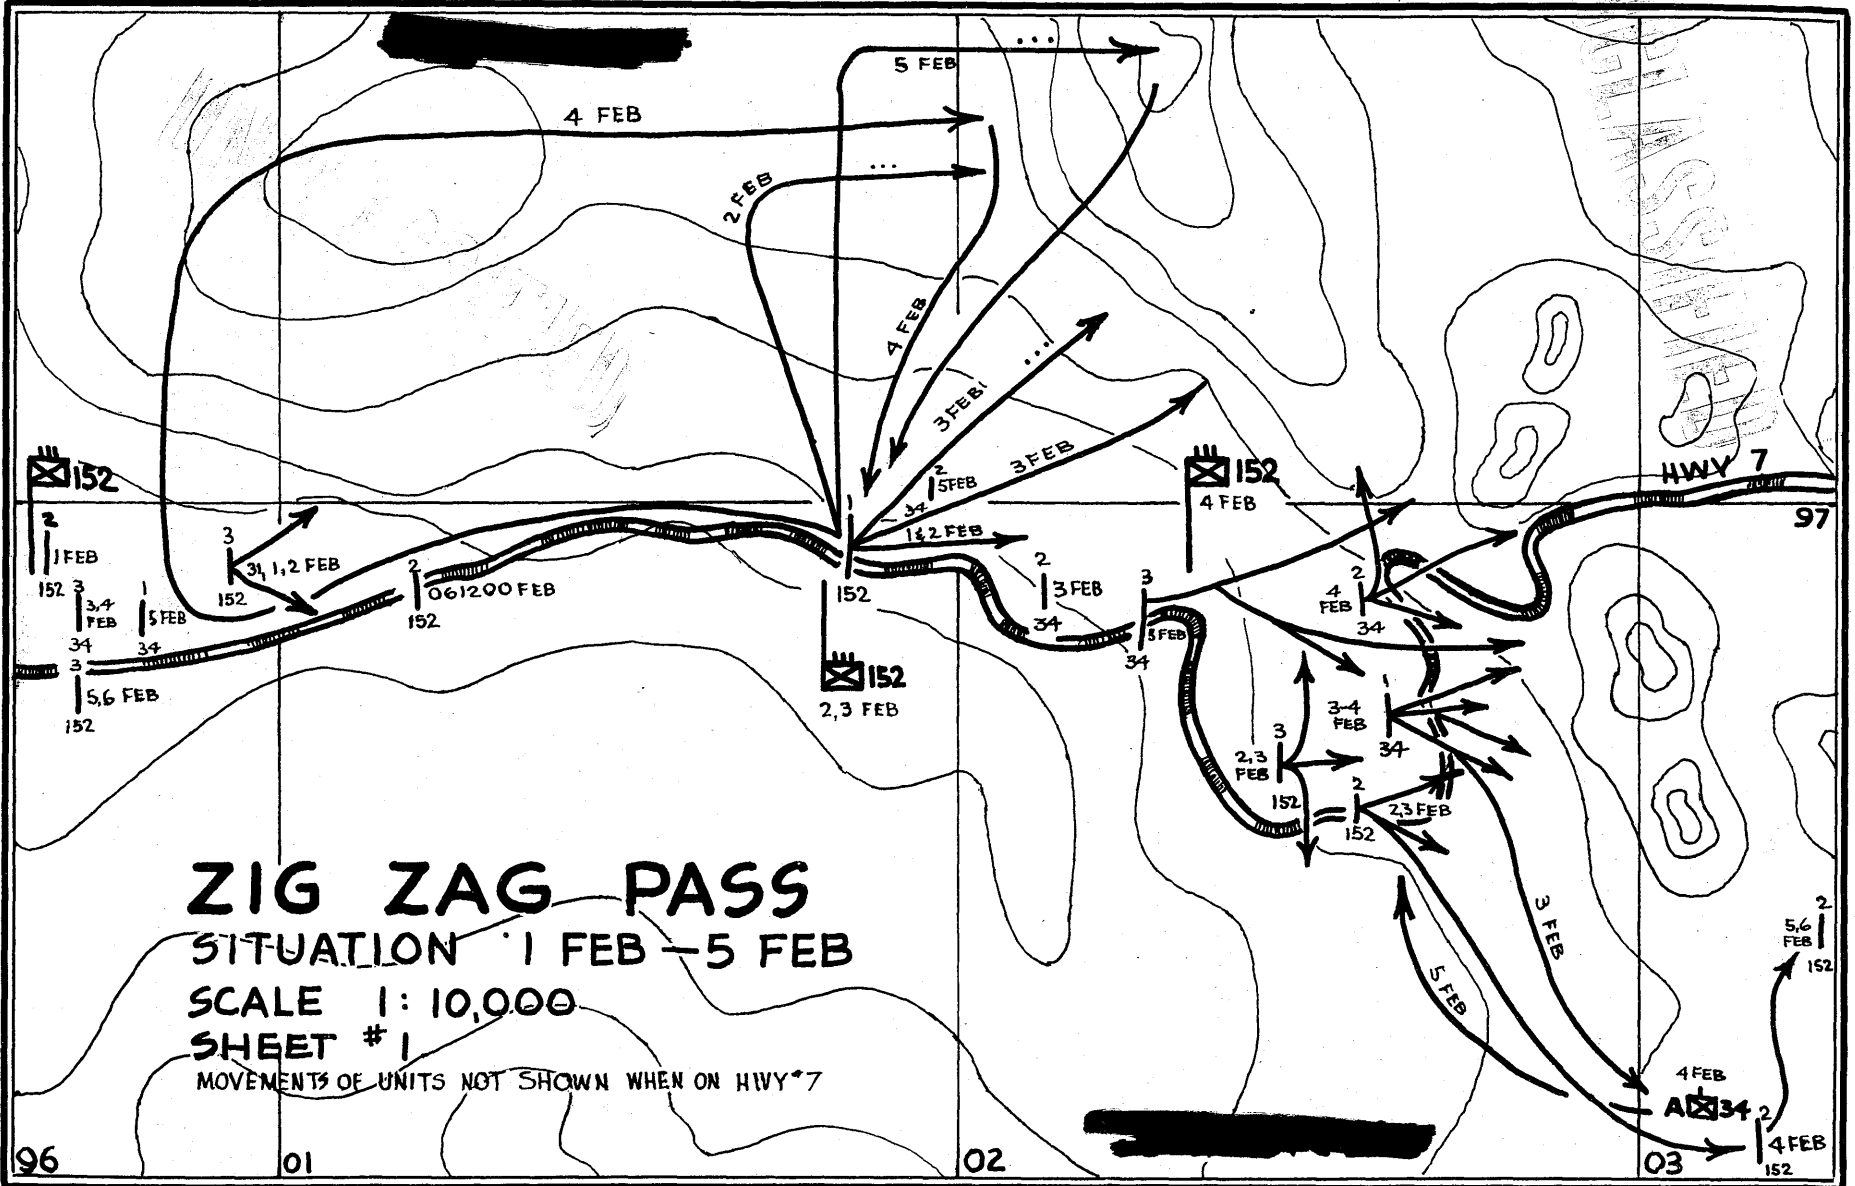 5 FEB
4 FEB
2 FEB
4 FEB
3 FEB
3 FEB
152
2
1 FEB
152
3
3,4
FEB
34
1
5 FEB
34
3
31, 1, 2 FEB
152
2
061200 FEB
152
3
5,6 FEB
152
1
152
2
5FEB
34
1&2 FEB
152
2,3 FEB
2
3 FEB
34
152
4 FEB
3
5 FEB
34
2
4
FEB
34
HWY 7
97
1
3-4
FEB
34
3
2,3
FEB
152
2
2,3 FEB
152
3 FEB
5 FEB
2
5,6
FEB
152
4 FEB
A 34
2
4 FEB
152
ZIG ZAG PASS
SITUATION 1 FEB – 5 FEB
SCALE 1: 10,000
SHEET # 1
MOVEMENTS OF UNITS NOT SHOWN WHEN ON HWY #7
96
01
02
03